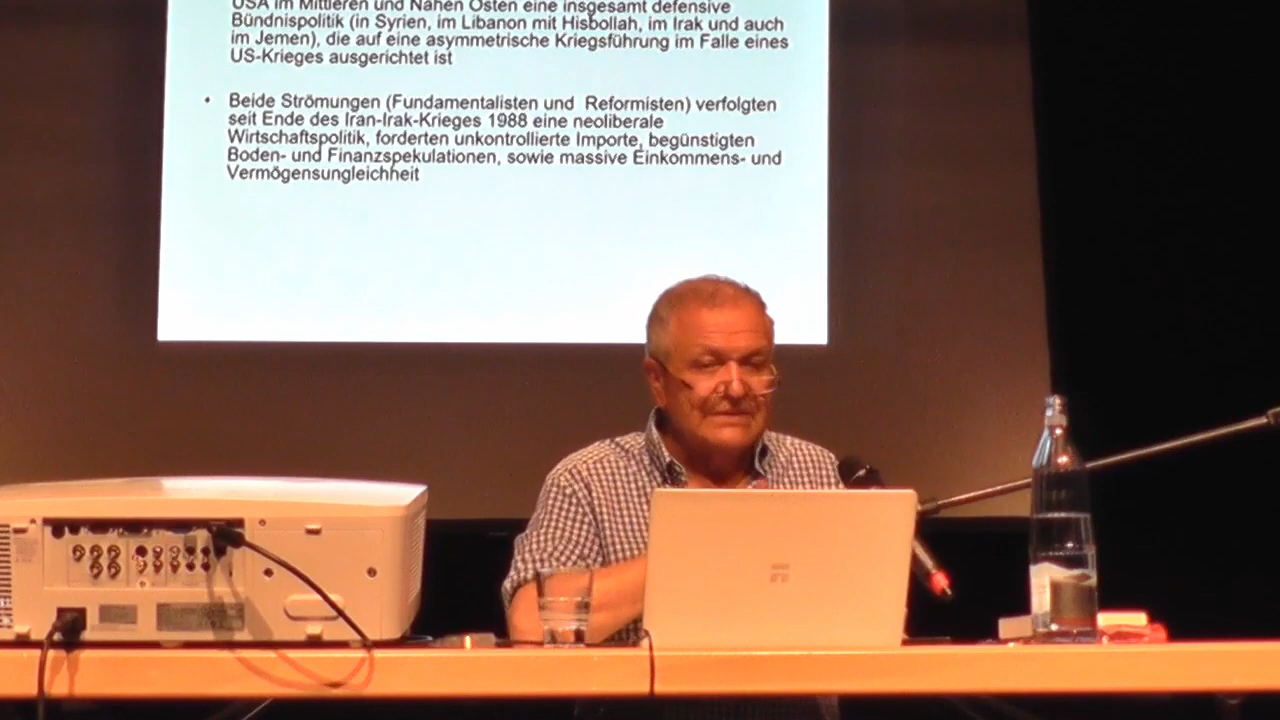 USA im Mittleren und Nahen Osten eine insgesamt defensive
Bündnispolitik (in Syrien, im Libanon mit Hisbollah, im Irak und auch
im Jemen), die auf eine asymmetrische Kriegsführung im Falle eines
US-Krieges ausgerichtet ist
• Beide Strömungen (Fundamentalisten und Reformisten) verfolgten
seit Ende des Iran-Irak-Krieges 1988 eine neoliberale
Wirtschaftspolitik, forderten unkontrollierte Importe, begünstigten
Boden- und Finanzspekulationen, sowie massive Einkommens- und
Vermögensungleichheit